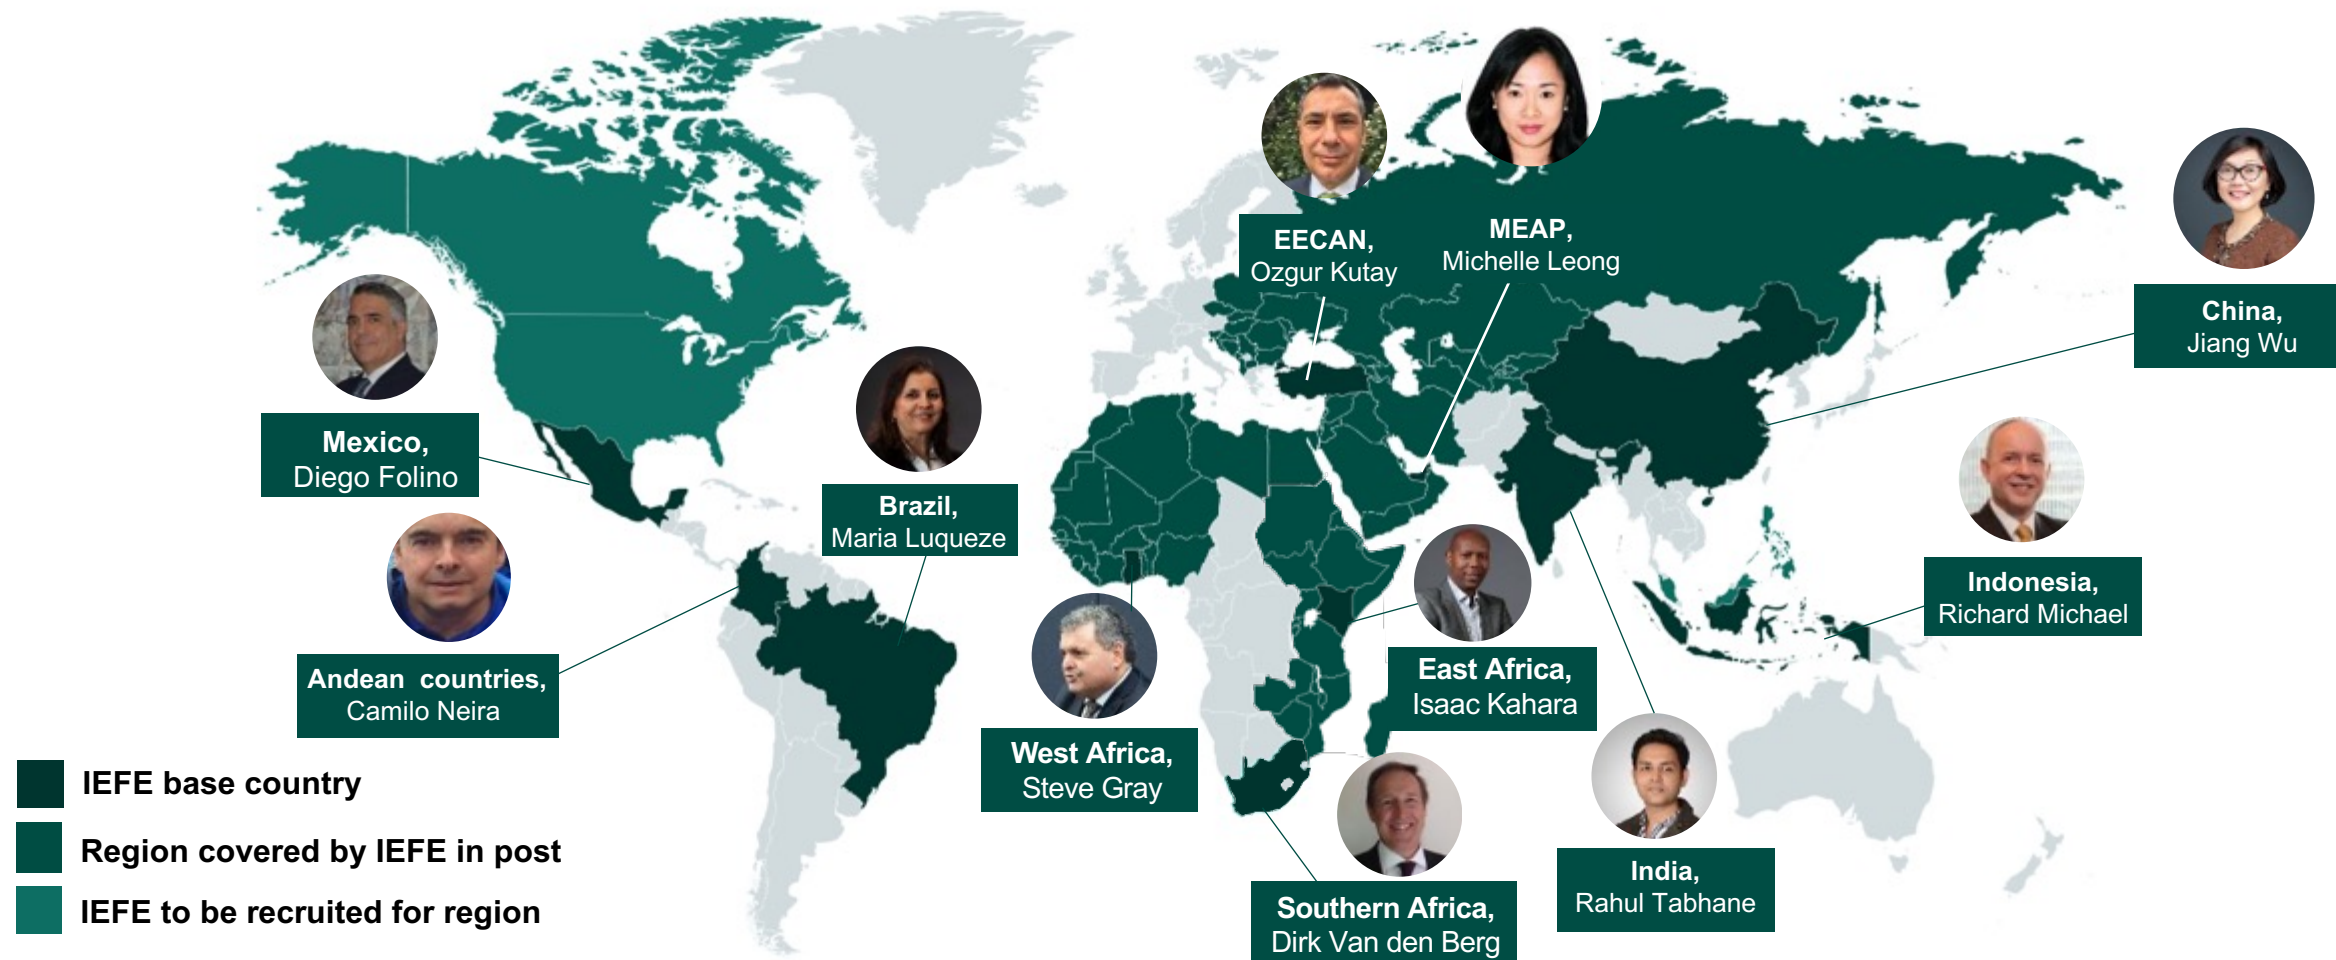 EECAN,
Ozgur Kutay
MEAP,
Michelle Leong
China,
Jiang Wu
Mexico,
Diego Folino
Brazil,
Maria Luqueze
Indonesia,
Richard Michael
Andean countries,
Camilo Neira
East Africa,
Isaac Kahara
West Africa,
Steve Gray
India,
Rahul Tabhane
Southern Africa,
Dirk Van den Berg
IEFE base country
Region covered by IEFE in post
IEFE to be recruited for region